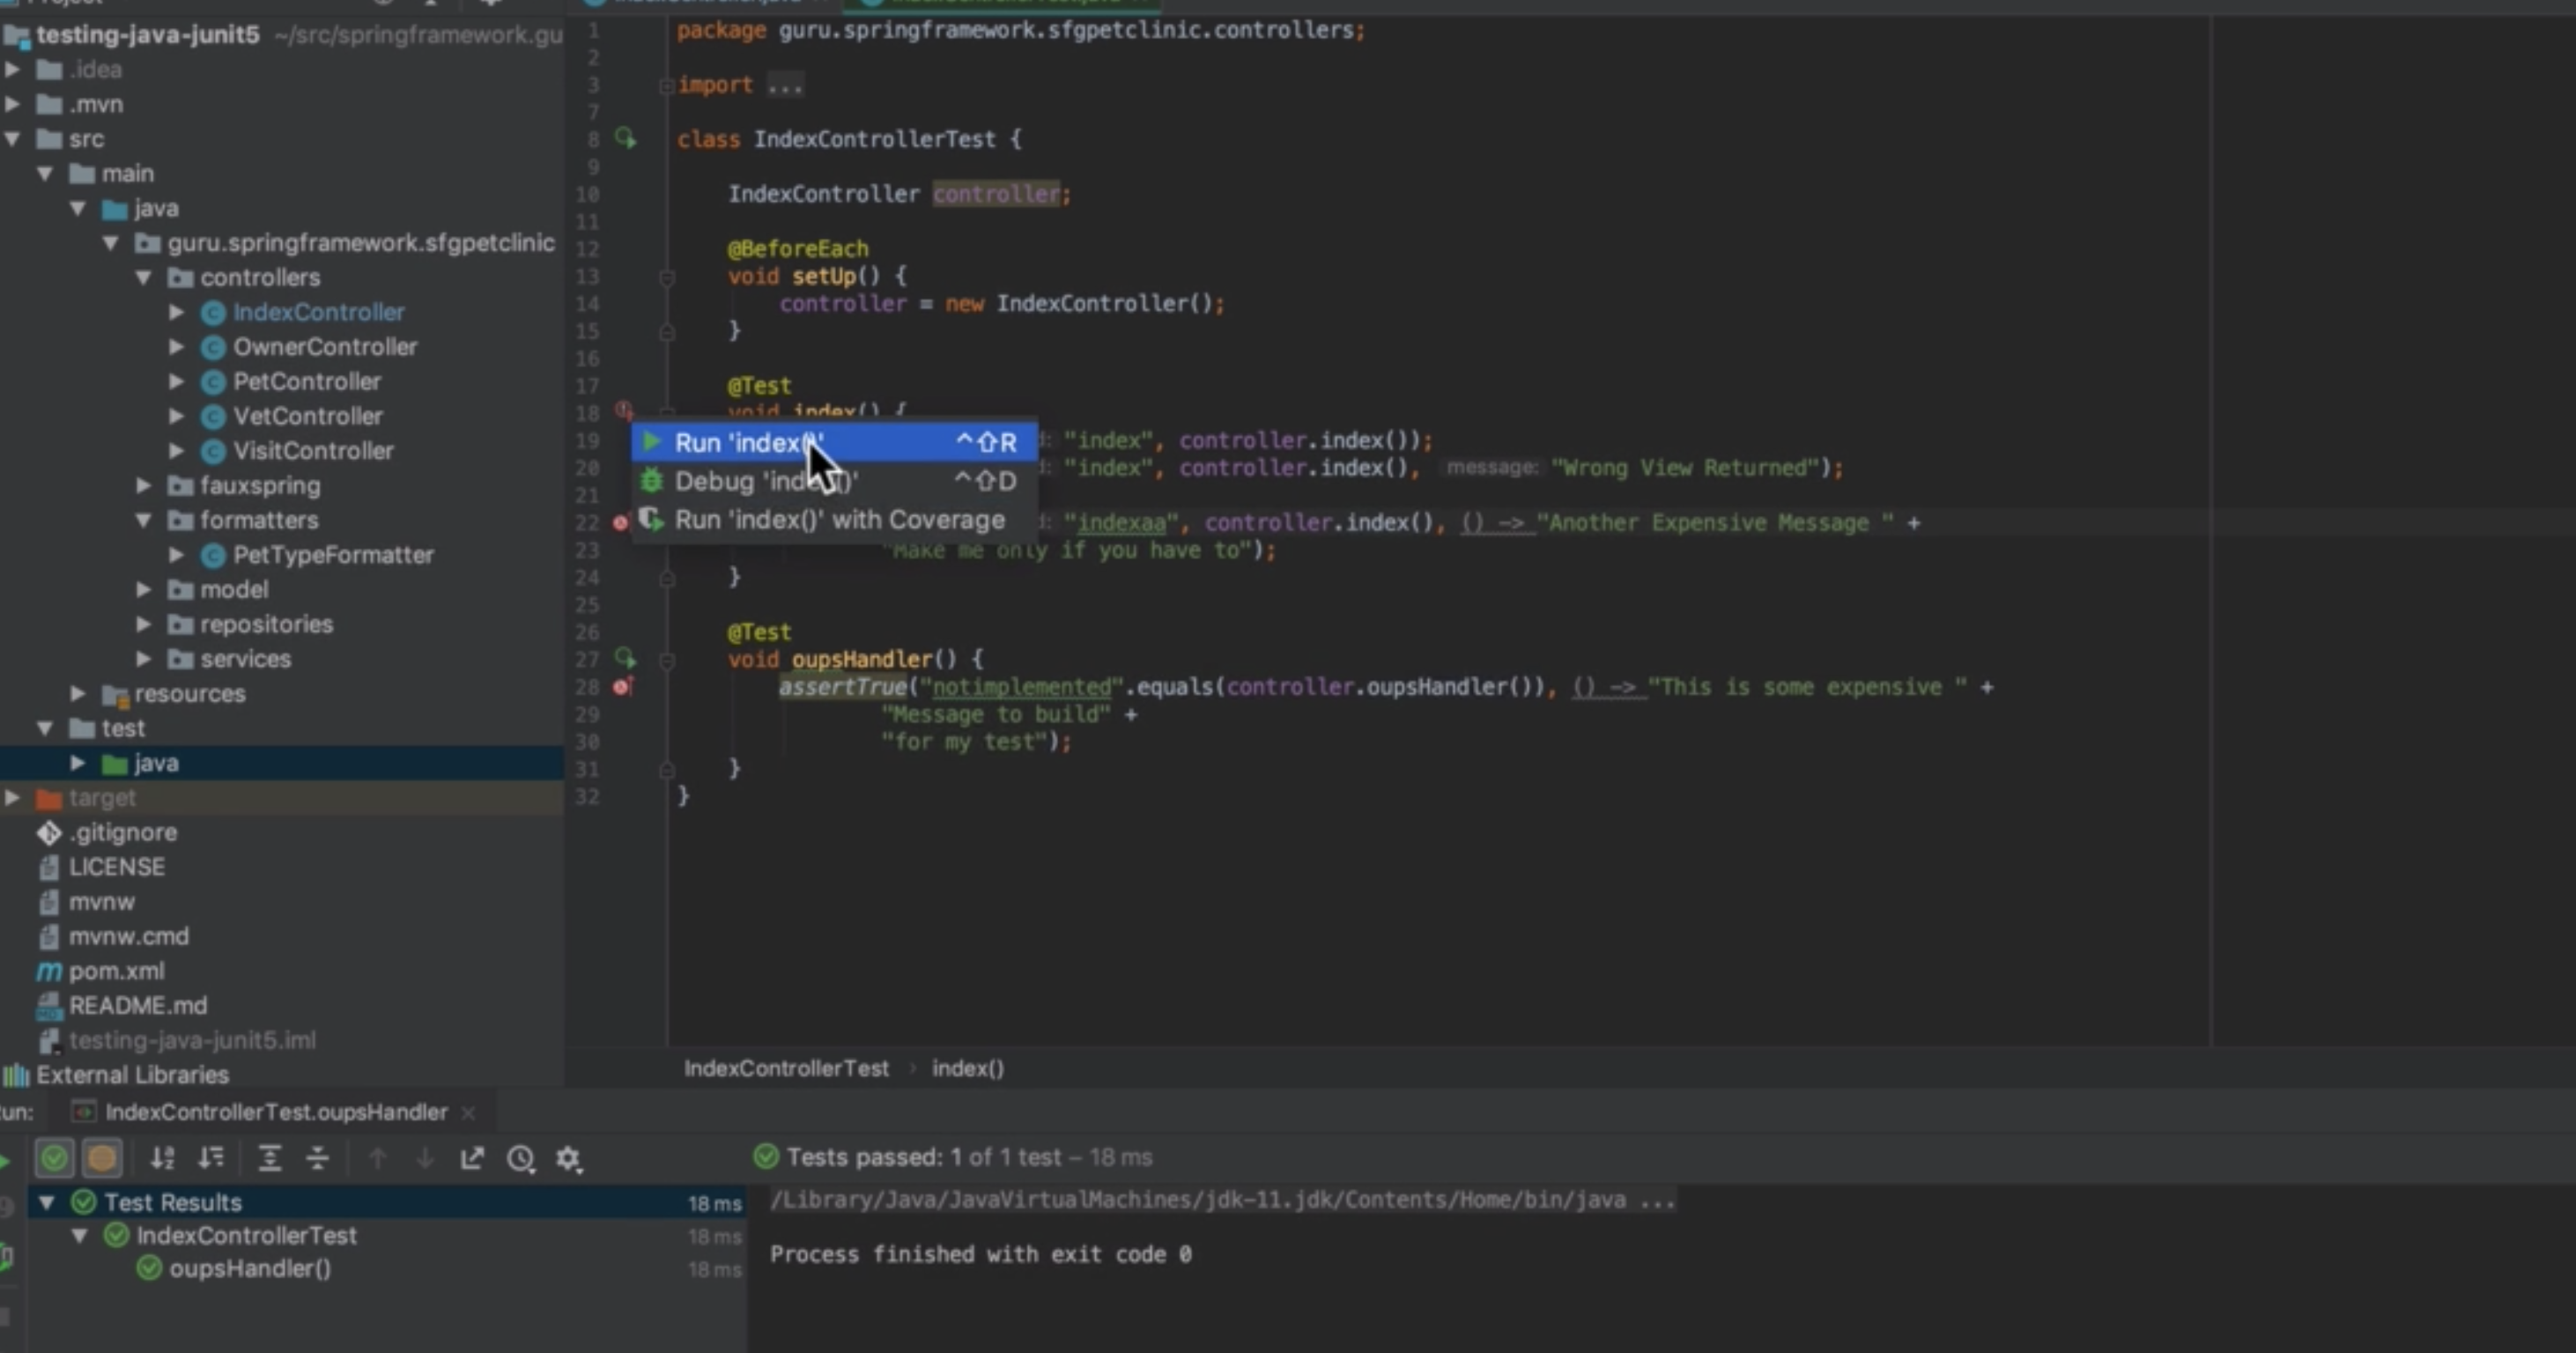 testing-java-junit5 ~/src/springframework.gu
.idea
.mvn
src
main
java
guru.springframework.sfgpetclinic
controllers
IndexController
OwnerController
PetController
VetController
VisitController
fauxspring
formatters
PetTypeFormatter
model
repositories
services
resources
test
java
target
.gitignore
LICENSE
mvnw
mvnw.cmd
pom.xml
README.md
testing-java-junit5.iml
External Libraries
1 package guru.springframework.sfgpetclinic.controllers;
2
3 import ...
7
8 class IndexControllerTest {
9
10 IndexController controller;
11
12 @BeforeEach
13 void setUp() {
14 controller = new IndexController();
15 }
16
17 @Test
18 void index() {
19 d: "index", controller.index());
20 d: "index", controller.index(), message: "Wrong View Returned");
21
22 d: "indexaa", controller.index(), () -> "Another Expensive Message " +
23 "Make me only if you have to");
24 }
25
26 @Test
27 void oupsHandler() {
28 assertTrue("notimplemented".equals(controller.oupsHandler()), () -> "This is some expensive " +
29 "Message to build" +
30 "for my test");
31 }
32 }
Run 'index()' ^⇧R
Debug 'index()' ^⇧D
Run 'index()' with Coverage
IndexControllerTest › index()
un: IndexControllerTest.oupsHandler ×
Tests passed: 1 of 1 test – 18 ms
Test Results 18 ms
IndexControllerTest 18 ms
oupsHandler() 18 ms
/Library/Java/JavaVirtualMachines/jdk-11.jdk/Contents/Home/bin/java ...
Process finished with exit code 0